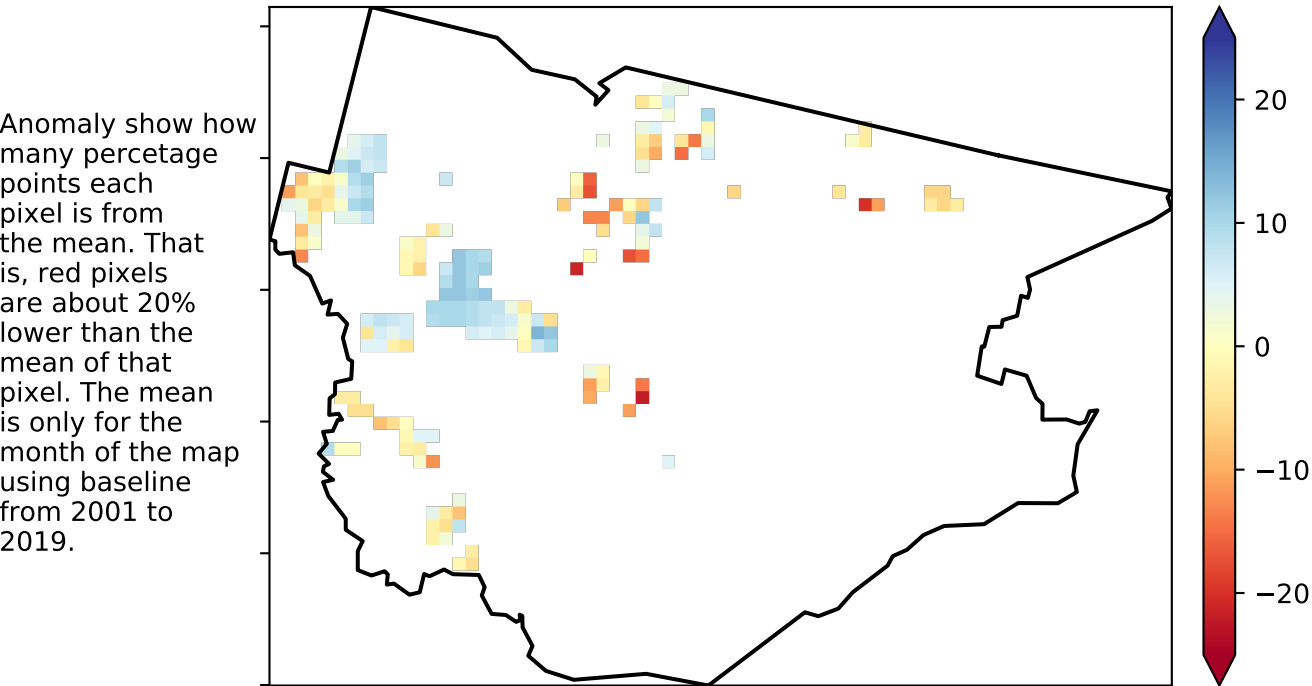 Anomaly show how
many percetage
points each
pixel is from
the mean. That
is, red pixels
are about 20%
lower than the
mean of that
pixel. The mean
is only for the
month of the map
using baseline
from 2001 to
2019.
20
10
0
−10
−20